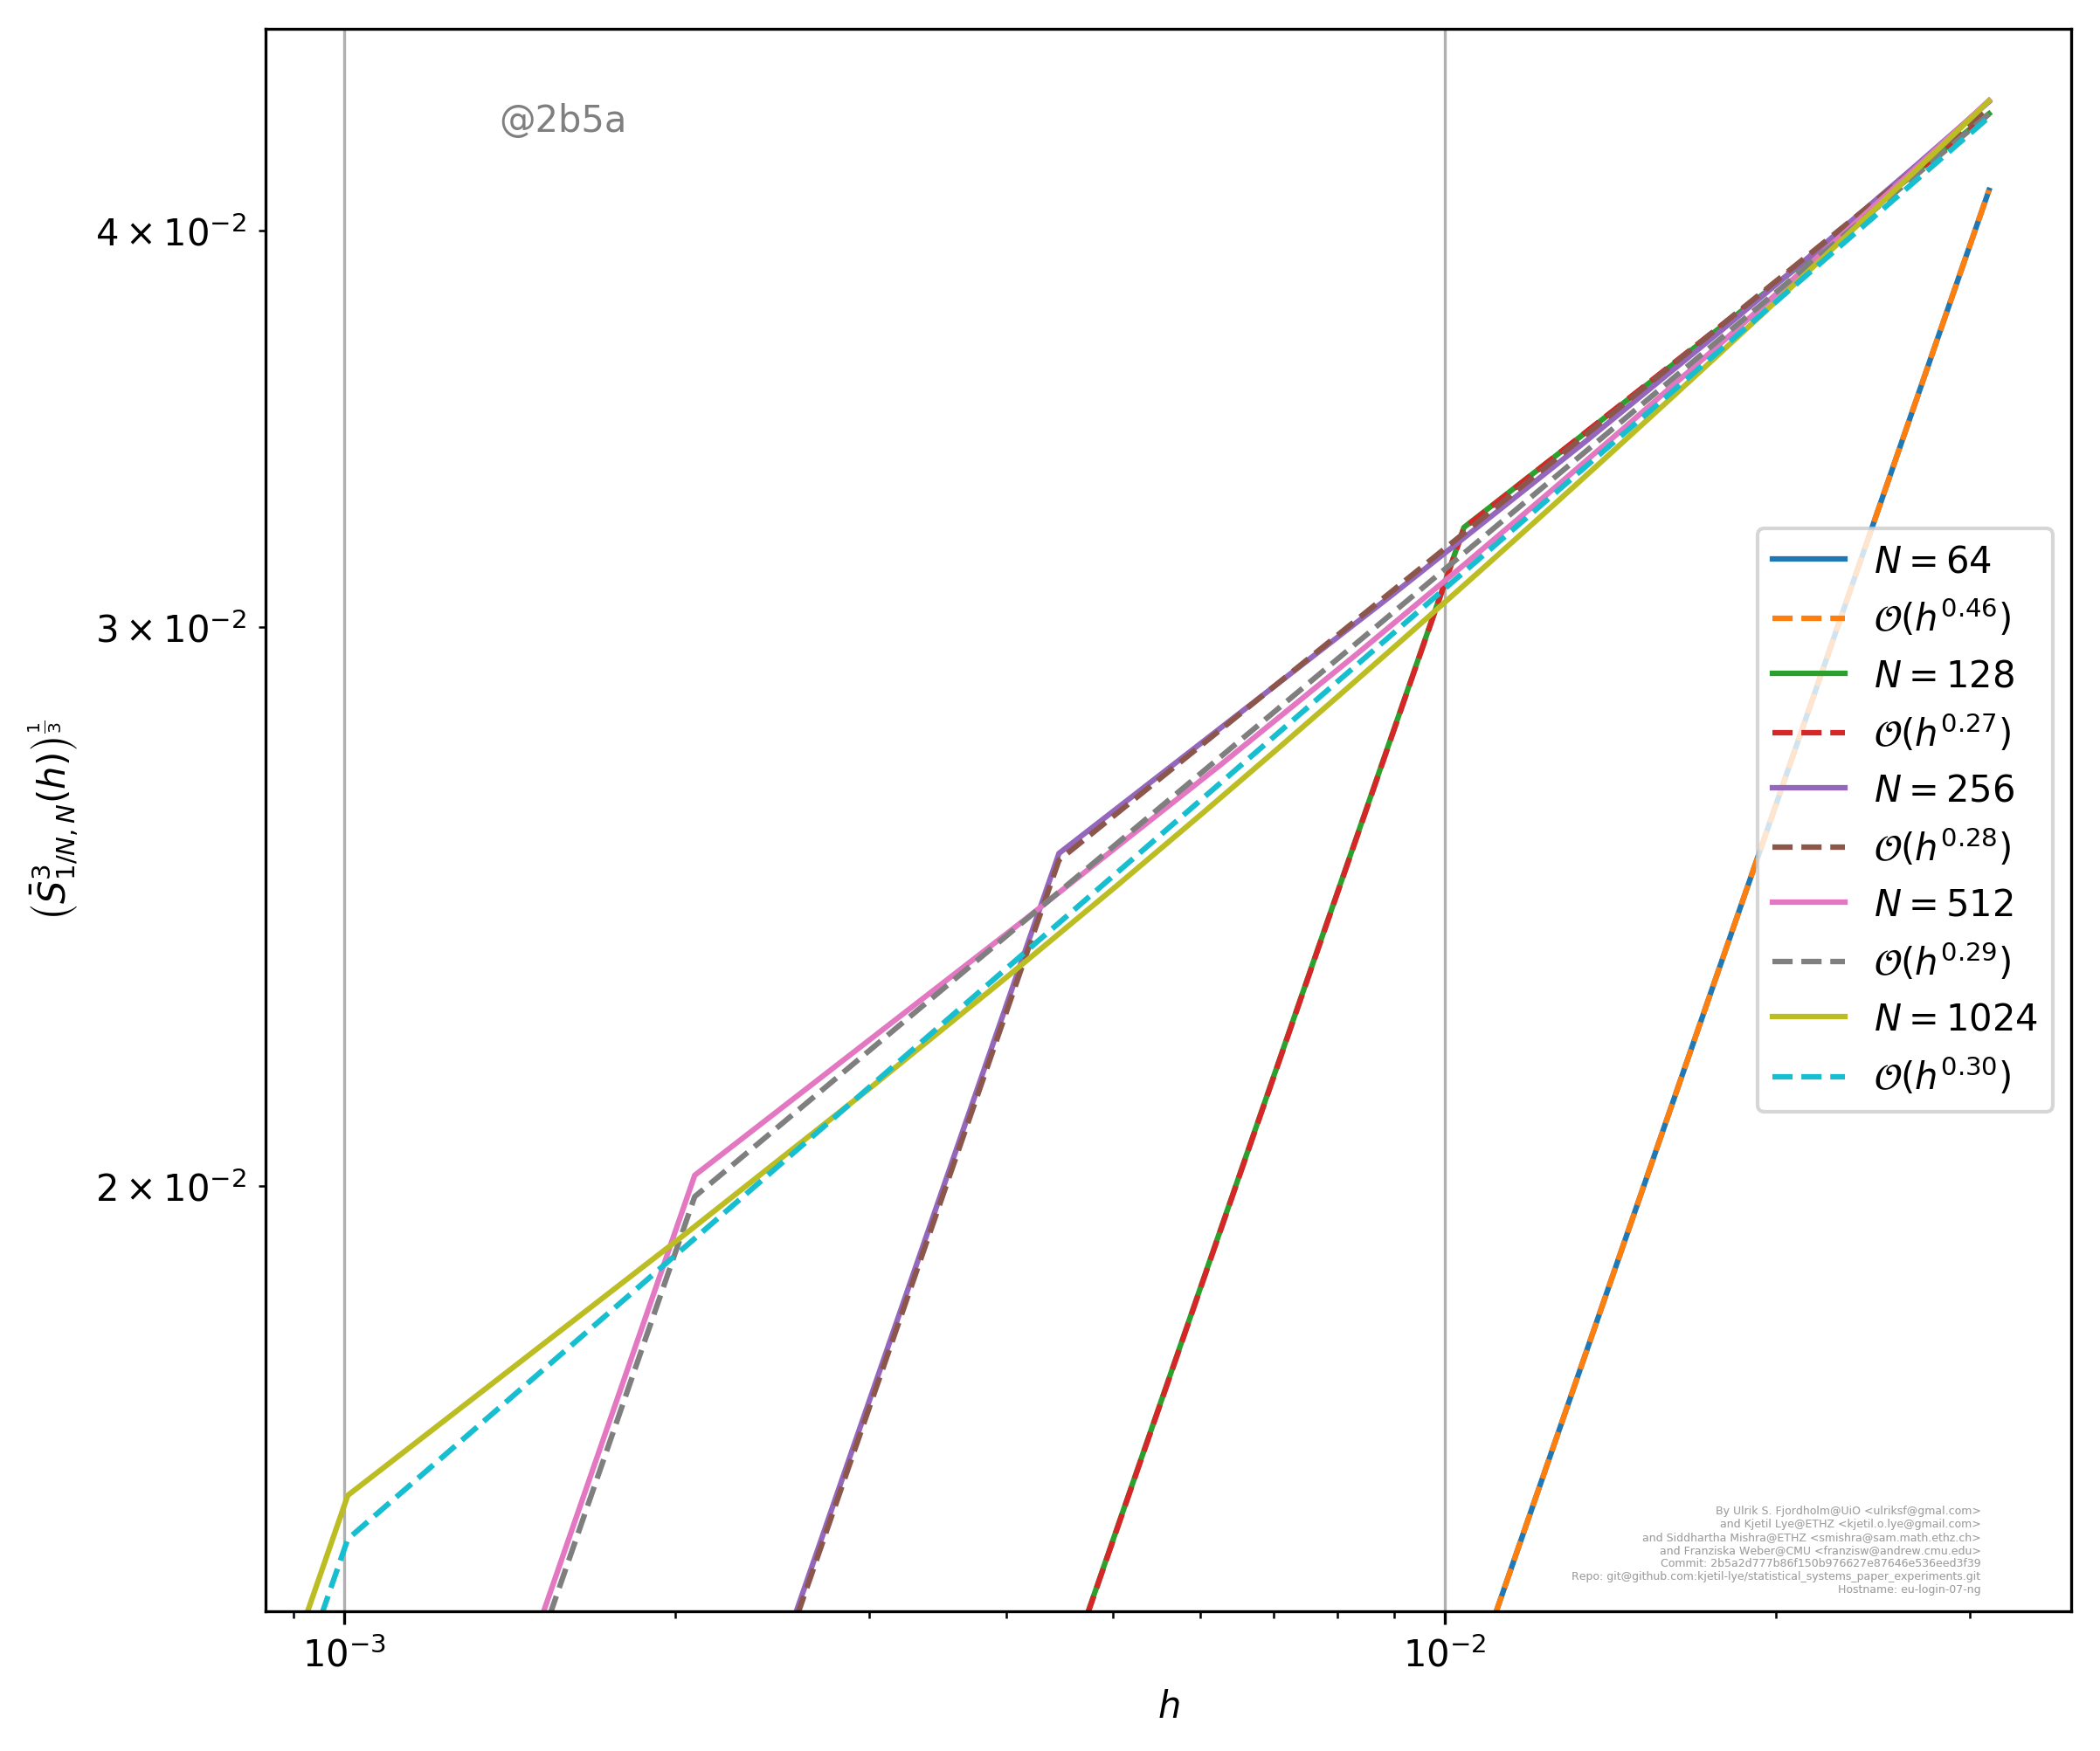 @2b5a
4 × 10⁻²
3 × 10⁻²
2 × 10⁻²
(S̄³₁/N, N(h))^(1/3)
N = 64
𝒪(h^0.46)
N = 128
𝒪(h^0.27)
N = 256
𝒪(h^0.28)
N = 512
𝒪(h^0.29)
N = 1024
𝒪(h^0.30)
By Ulrik S. Fjordholm@UiO <ulriksf@gmal.com>
and Kjetil Lye@ETHZ <kjetil.o.lye@gmail.com>
and Siddhartha Mishra@ETHZ <smishra@sam.math.ethz.ch>
and Franziska Weber@CMU <franzisw@andrew.cmu.edu>
Commit: 2b5a2d777b86f150b976627e87646e536eed3f39
Repo: git@github.com:kjetil-lye/statistical_systems_paper_experiments.git
Hostname: eu-login-07-ng
10⁻³
10⁻²
h